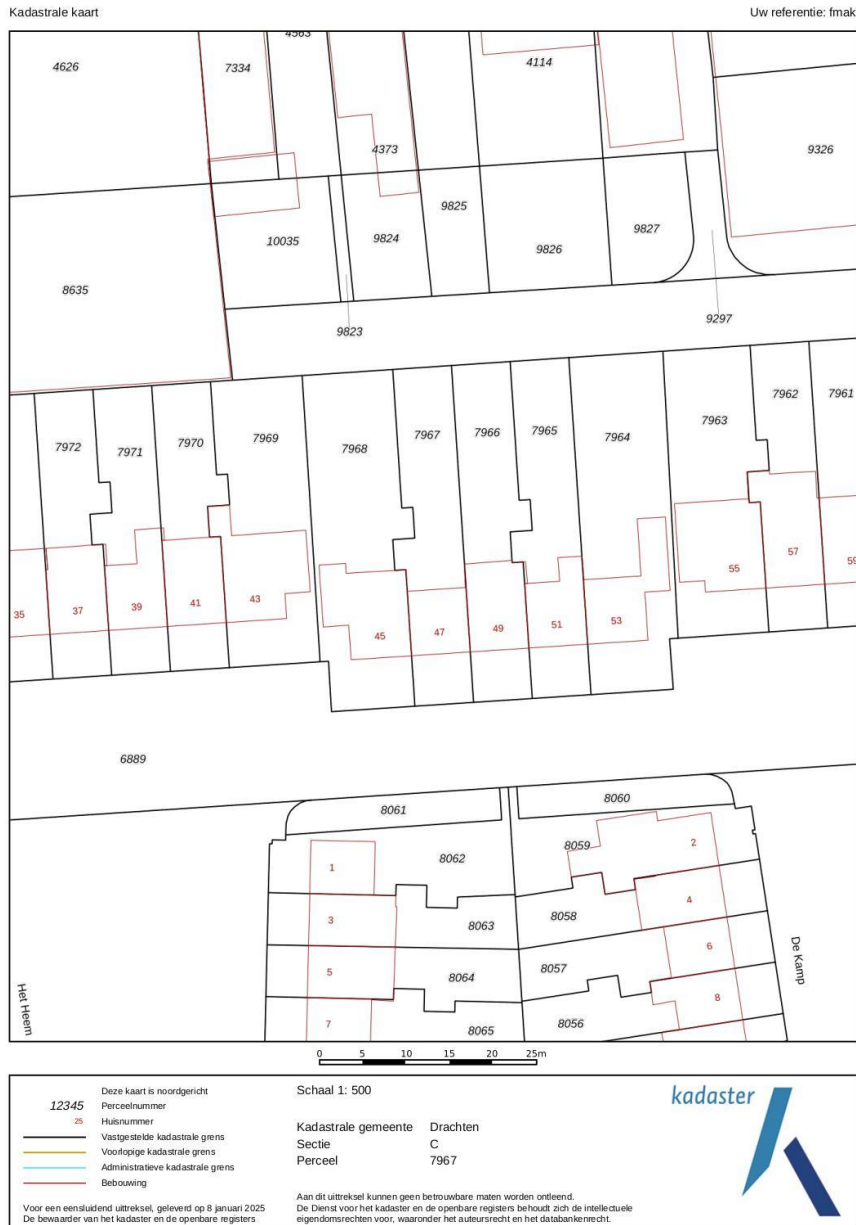 Kadastrale kaart
Uw referentie: fmak
4563
4626
7334
4114
4373
9326
9825
9827
10035
9824
9826
8635
9823
9297
7962
7961
7963
7972
7971
7970
7969
7968
7967
7966
7965
7964
35
37
39
41
43
45
47
49
51
53
55
57
59
6889
8061
8060
8059
2
8062
1
4
3
8063
8058
6
De Kamp
5
8064
8057
8
Het Heem
7
8065
8056
0 5 10 15 20 25m
Deze kaart is noordgericht
12345 Perceelnummer
25 Huisnummer
Vastgestelde kadastrale grens
Voorlopige kadastrale grens
Administratieve kadastrale grens
Bebouwing
Voor een eensluidend uittreksel, geleverd op 8 januari 2025
De bewaarder van het kadaster en de openbare registers
Schaal 1: 500
Kadastrale gemeente Drachten
Sectie C
Perceel 7967
Aan dit uittreksel kunnen geen betrouwbare maten worden ontleend.
De Dienst voor het kadaster en de openbare registers behoudt zich de intellectuele
eigendomsrechten voor, waaronder het auteursrecht en het databankenrecht.
kadaster